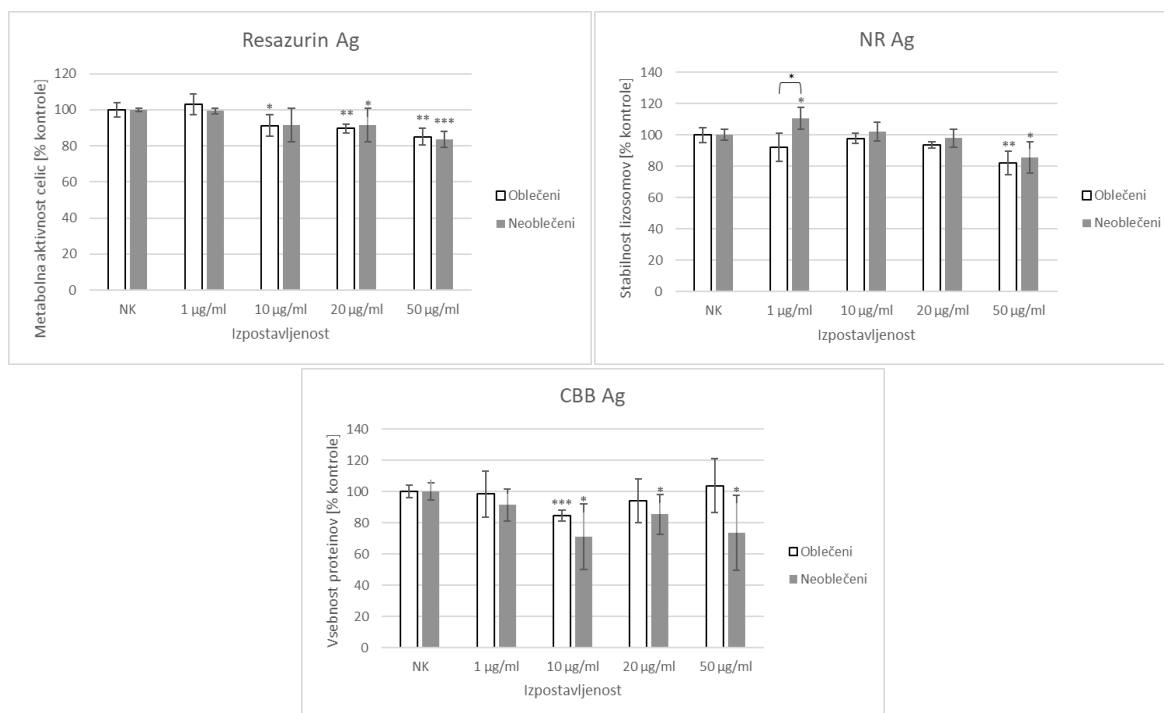 Resazurin Ag
Metabolna aktivnost celic [% kontrole]
120
100
80
60
40
20
0
* ** * ** ***
NK 1 µg/ml 10 µg/ml 20 µg/ml 50 µg/ml
Izpostavljenost
Oblečeni
Neoblečeni
NR Ag
Stabilnost lizosomov [% kontrole]
140
120
100
80
60
40
20
0
*
* ** *
NK 1 µg/ml 10 µg/ml 20 µg/ml 50 µg/ml
Izpostavljenost
Oblečeni
Neoblečeni
CBB Ag
Vsebnost proteinov [% kontrole]
140
120
100
80
60
40
20
0
*** * * *
NK 1 µg/ml 10 µg/ml 20 µg/ml 50 µg/ml
Izpostavljenost
Oblečeni
Neoblečeni